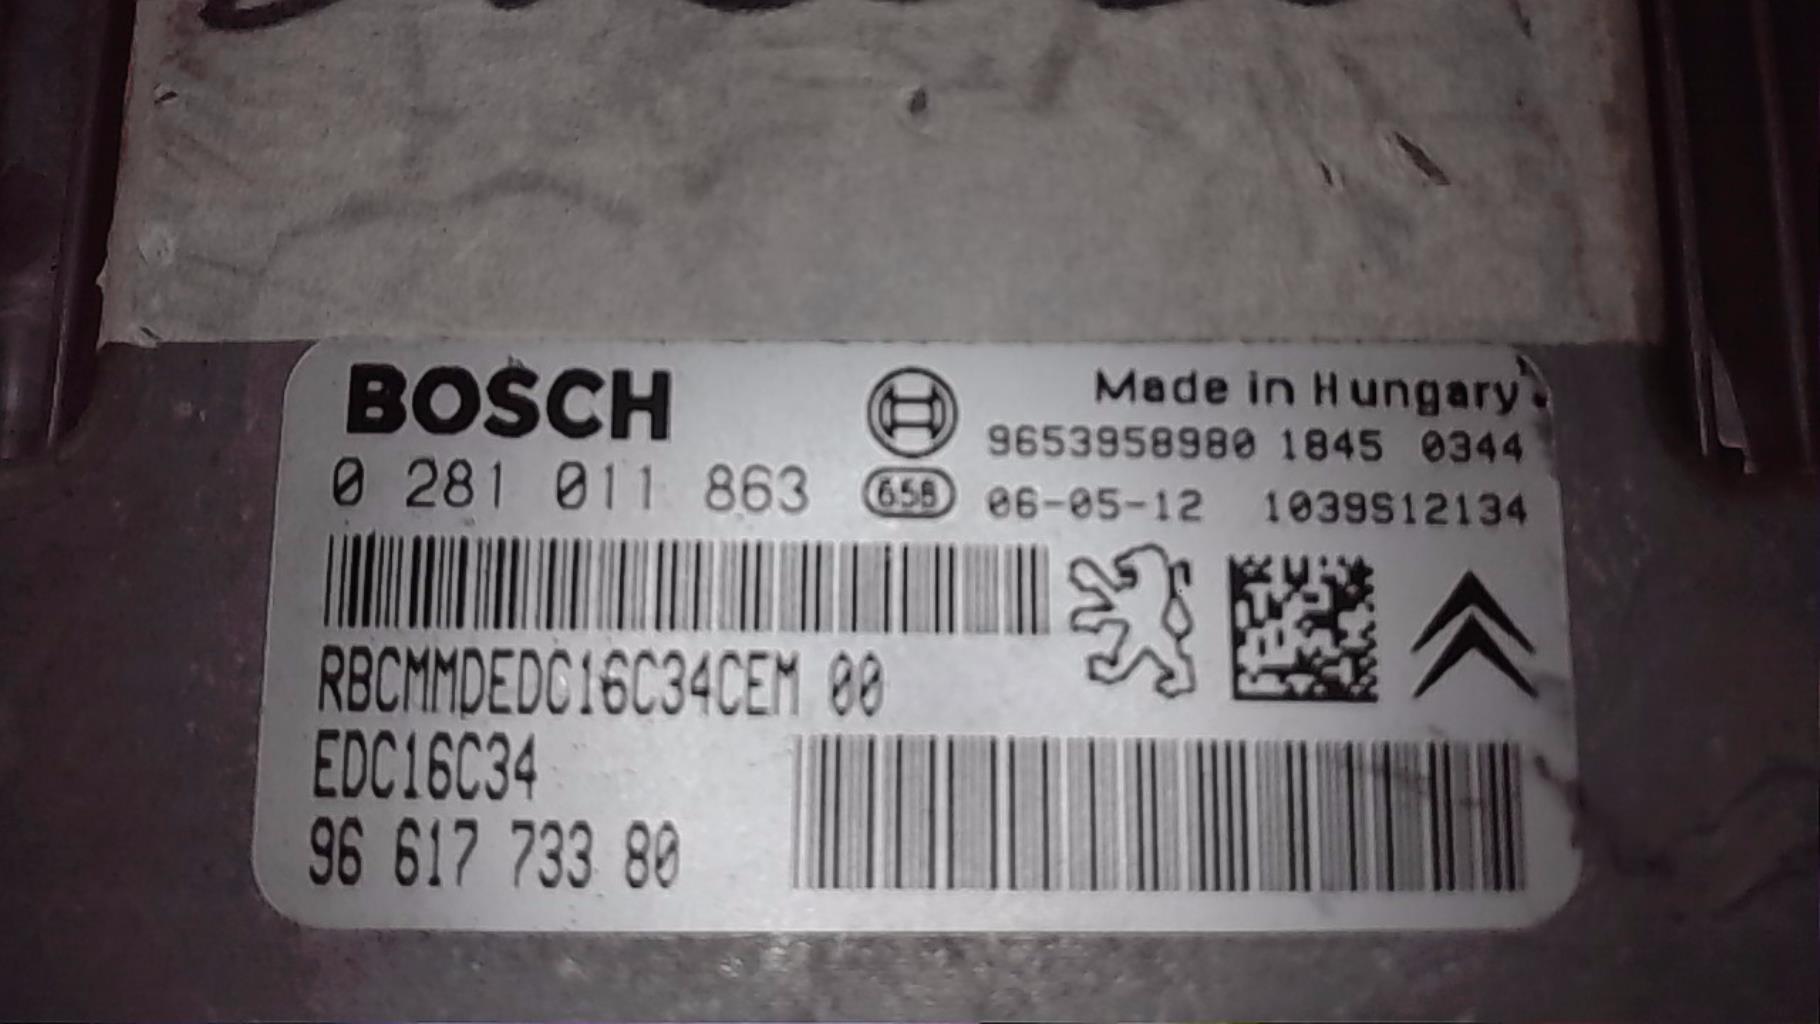 BOSCH
Made in Hungary
9653958980 1845 0344
0 281 011 863
658
06-05-12 1039S12134
RBCMMDEDC16C34CEM 00
EDC16C34
96 617 733 80